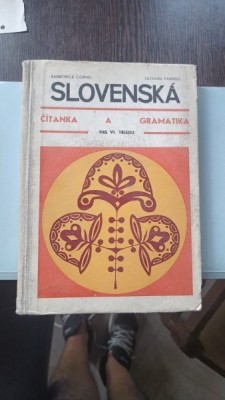 SLOVENSKÁ
ČÍTANKA A GRAMATIKA
PRE VI. TRIEDU